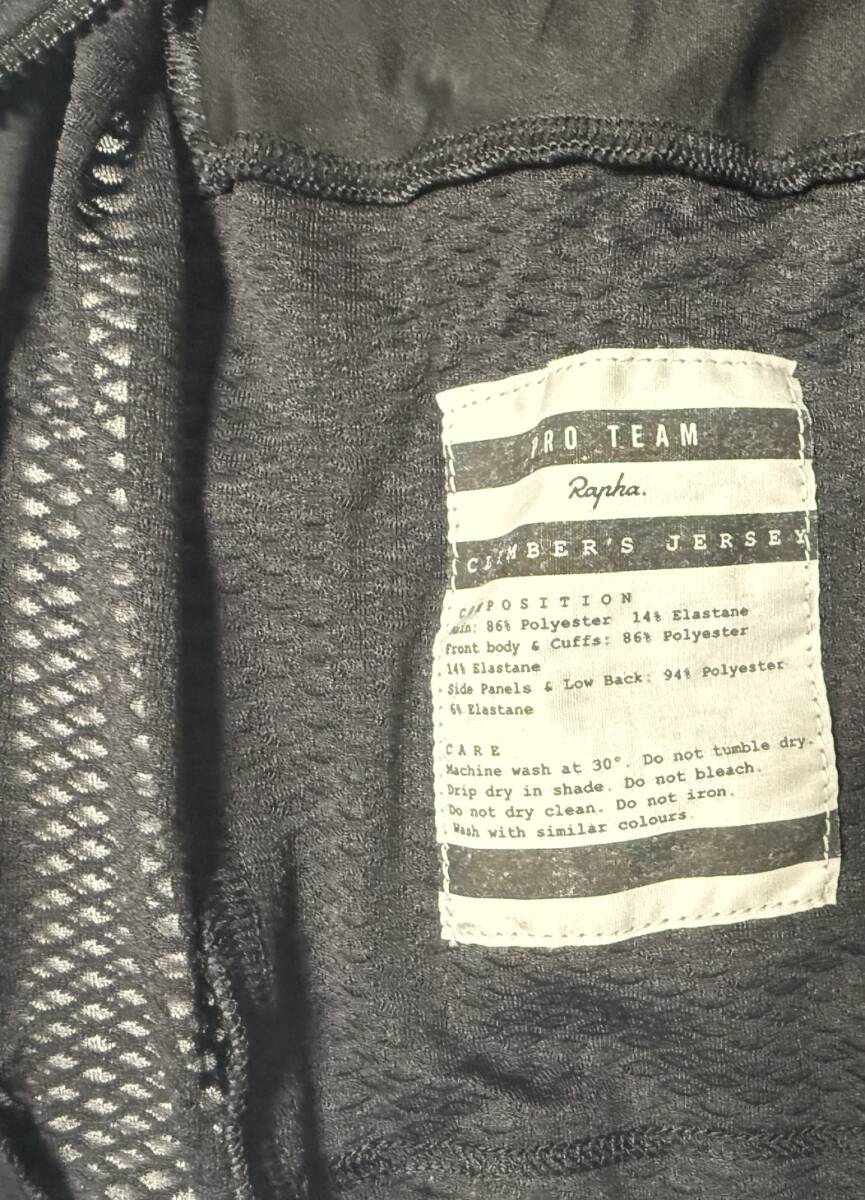 PRO TEAM
Rapha.
CLIMBER'S JERSEY
COMPOSITION
Main: 86% Polyester 14% Elastane
Front body & Cuffs: 86% Polyester
14% Elastane
Side Panels & Low Back: 94% Polyester
6% Elastane
CARE
Machine wash at 30°. Do not tumble dry.
Drip dry in shade. Do not bleach.
Do not dry clean. Do not iron.
Wash with similar colours.